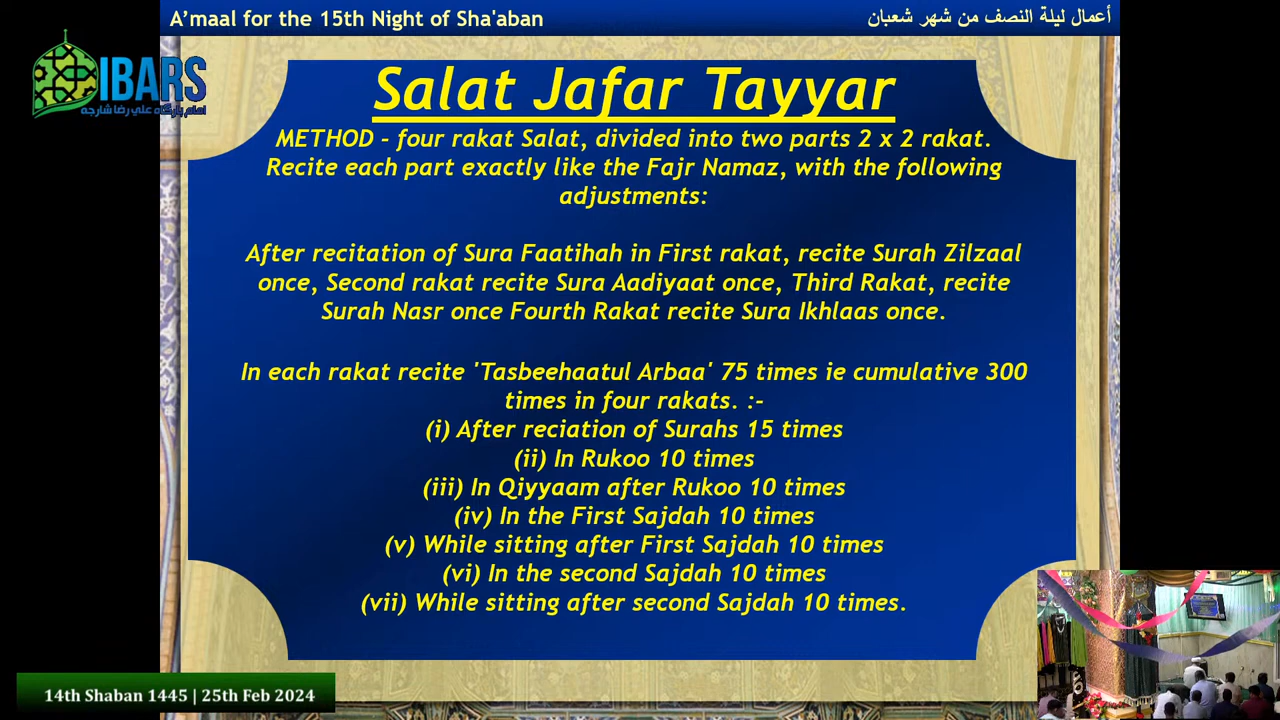 A’maal for the 15th Night of Sha'aban
أعمال ليلة النصف من شهر شعبان
IBARS
امام بارگاه علي رضا شارجه
Salat Jafar Tayyar
METHOD - four rakat Salat, divided into two parts 2 x 2 rakat.
Recite each part exactly like the Fajr Namaz, with the following
adjustments:
After recitation of Sura Faatihah in First rakat, recite Surah Zilzaal
once, Second rakat recite Sura Aadiyaat once, Third Rakat, recite
Surah Nasr once Fourth Rakat recite Sura Ikhlaas once.
In each rakat recite 'Tasbeehaatul Arbaa' 75 times ie cumulative 300
times in four rakats. :-
(i) After reciation of Surahs 15 times
(ii) In Rukoo 10 times
(iii) In Qiyyaam after Rukoo 10 times
(iv) In the First Sajdah 10 times
(v) While sitting after First Sajdah 10 times
(vi) In the second Sajdah 10 times
(vii) While sitting after second Sajdah 10 times.
14th Shaban 1445 | 25th Feb 2024